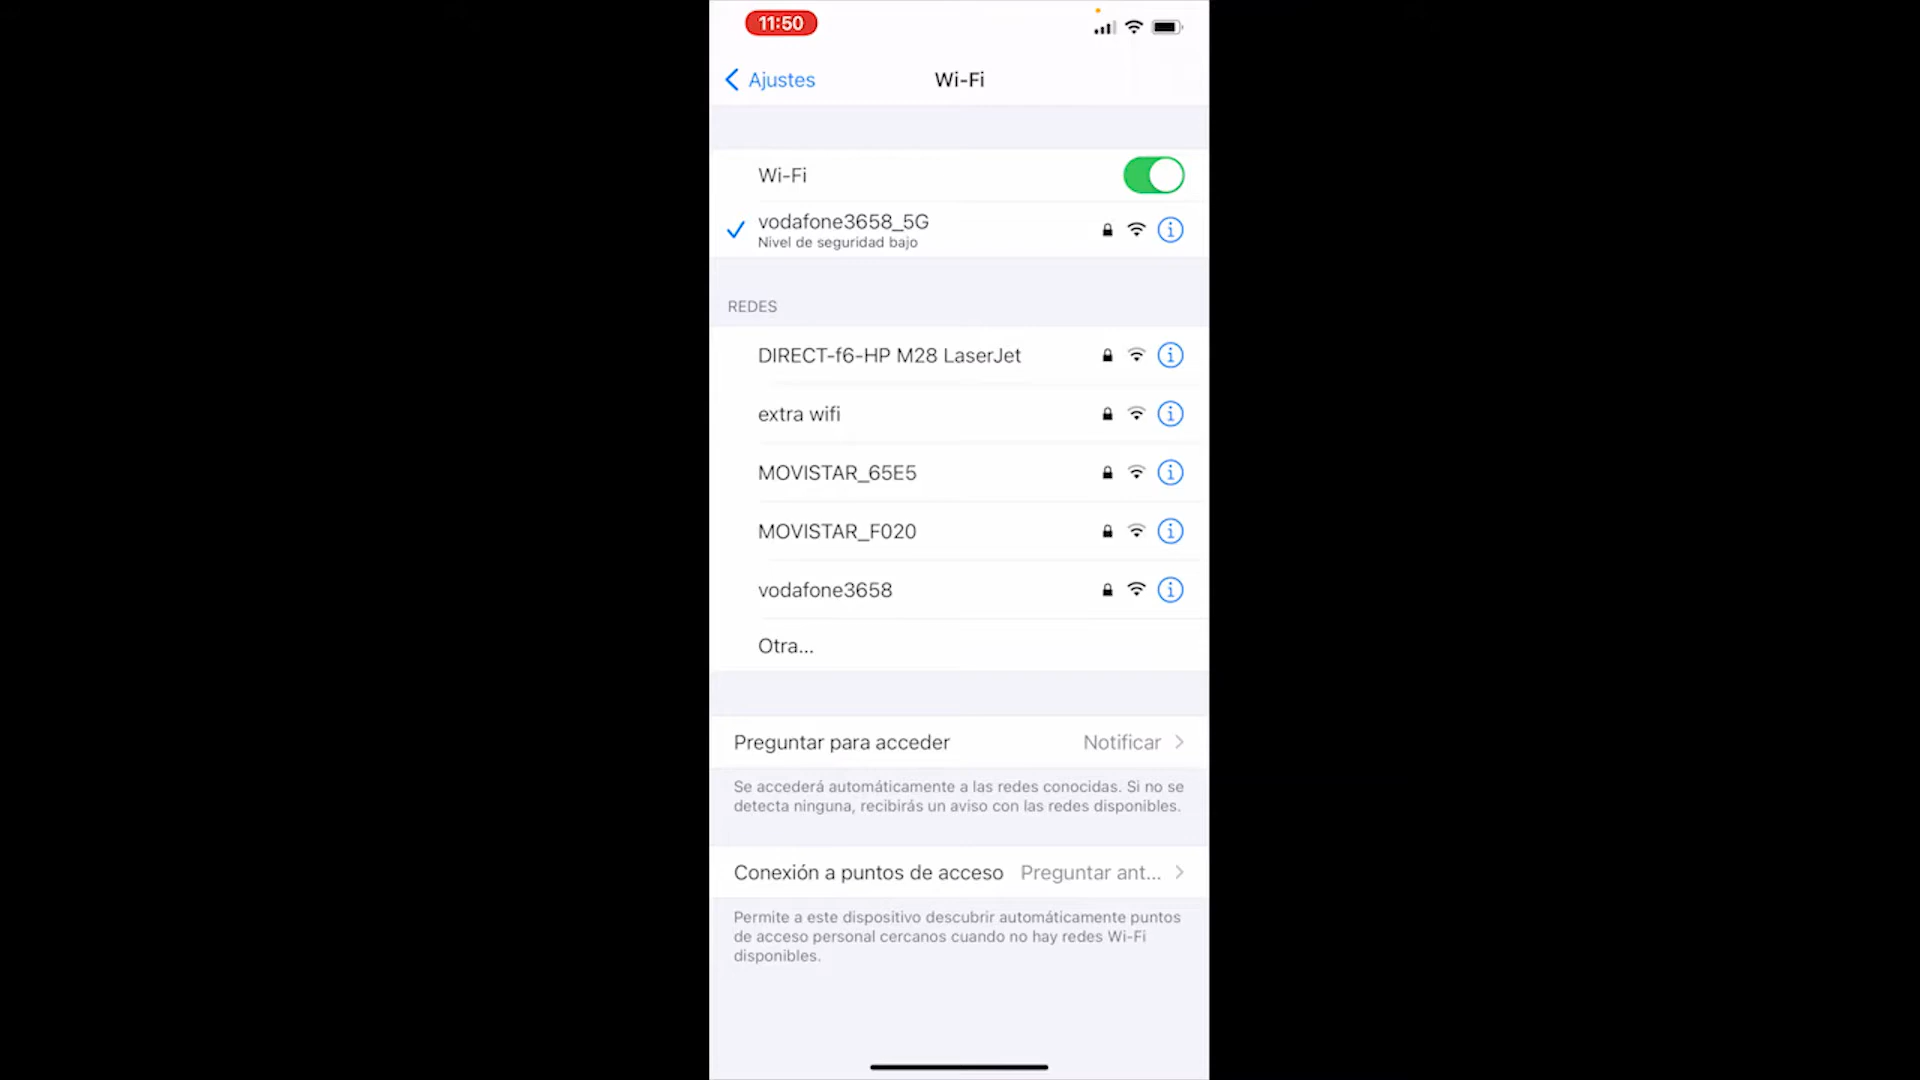 11:50
Ajustes
Wi-Fi
Wi-Fi
vodafone3658_5G
Nivel de seguridad bajo
REDES
DIRECT-f6-HP M28 LaserJet
extra wifi
MOVISTAR_65E5
MOVISTAR_F020
vodafone3658
Otra...
Preguntar para acceder Notificar
Se accederá automáticamente a las redes conocidas. Si no se
detecta ninguna, recibirás un aviso con las redes disponibles.
Conexión a puntos de acceso Preguntar ant...
Permite a este dispositivo descubrir automáticamente puntos
de acceso personal cercanos cuando no hay redes Wi-Fi
disponibles.